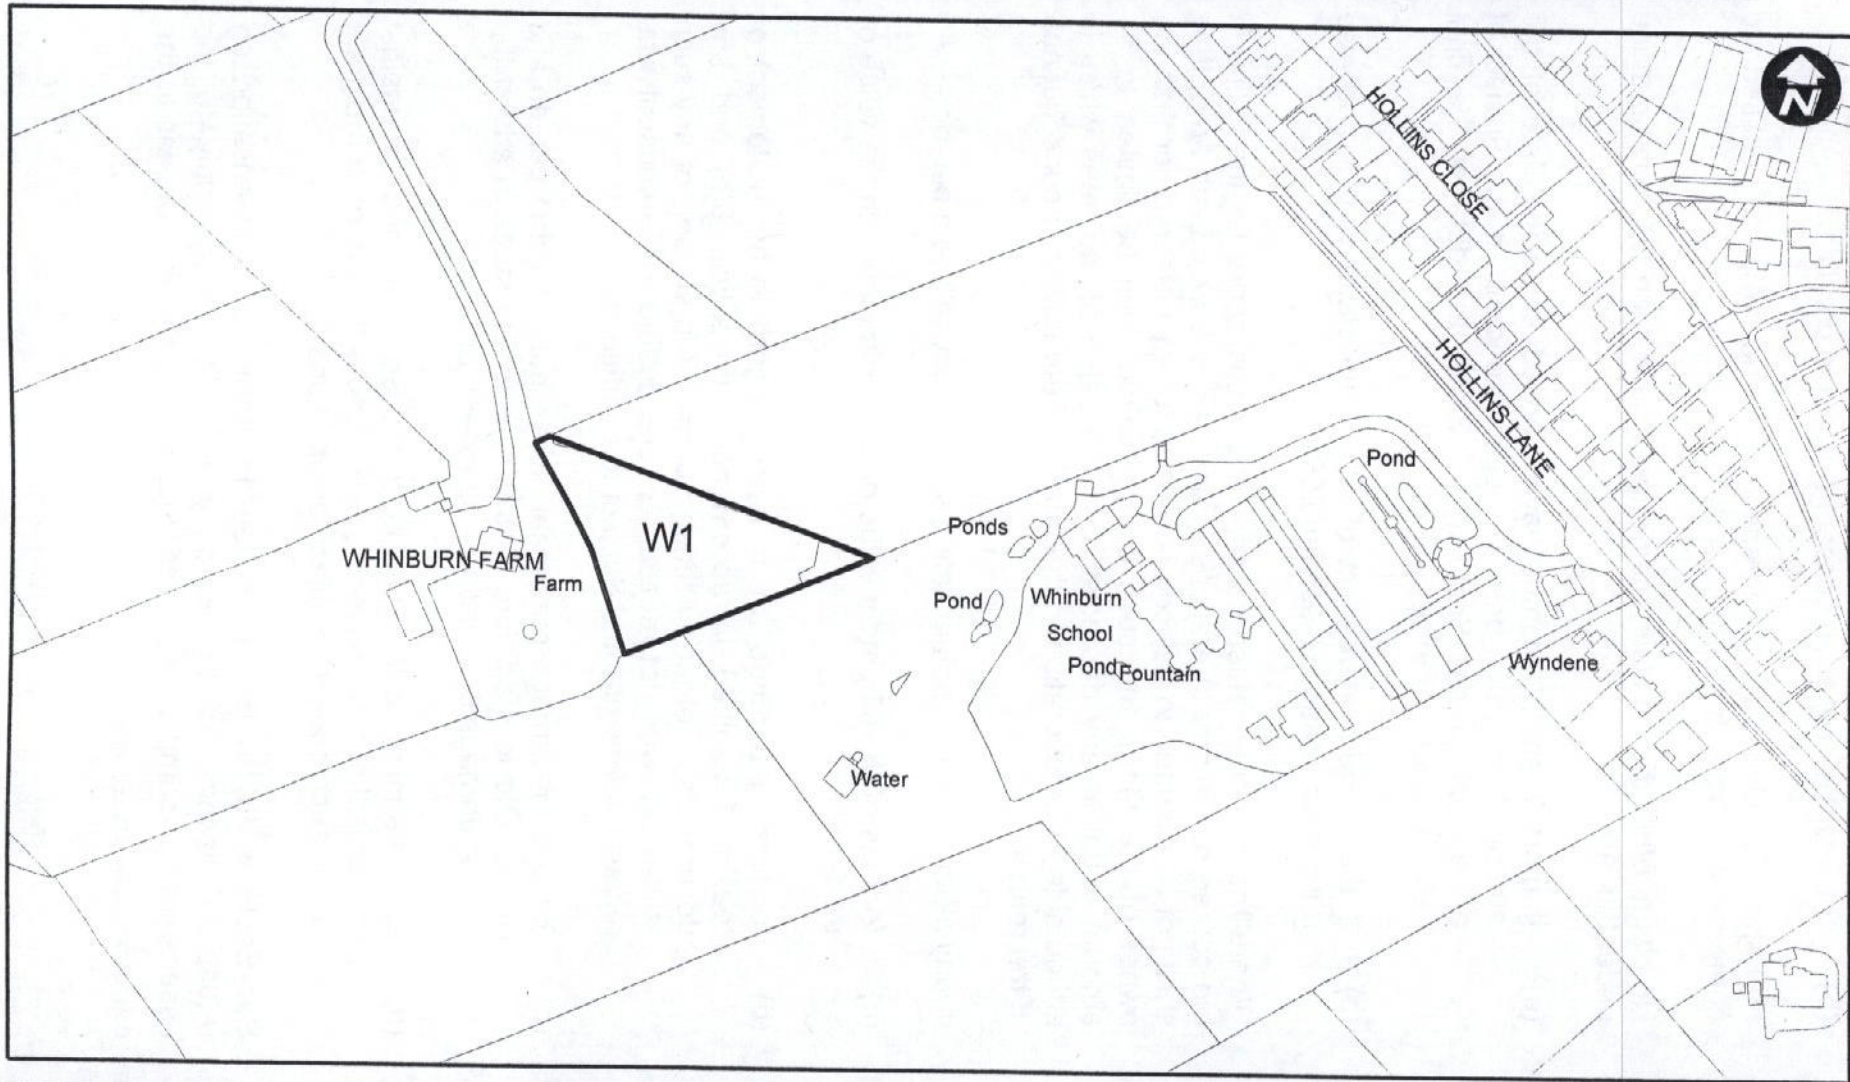 N
HOLLINS CLOSE
HOLLINS LANE
Pond
Ponds
W1
WHINBURN FARM
Farm
Pond
Whinburn
School
Pond
Fountain
Wyndene
Water